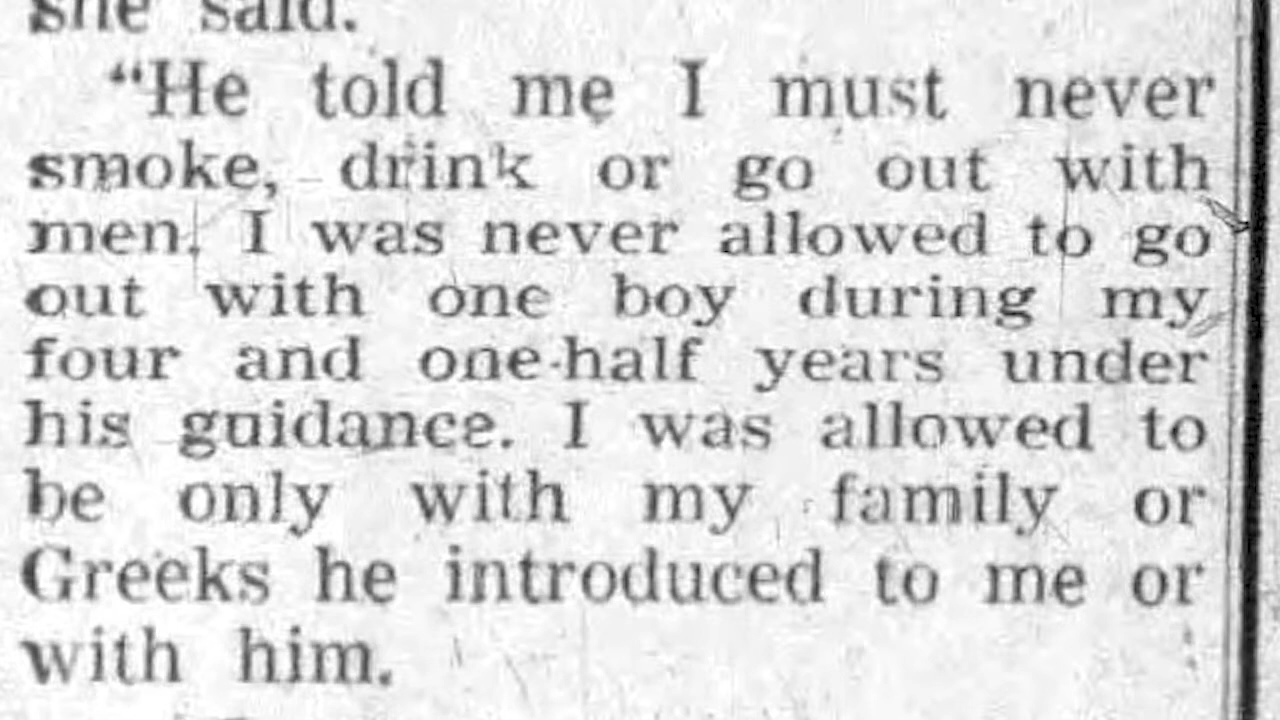 she said.
“He told me I must never
smoke, drink or go out with
men. I was never allowed to go
out with one boy during my
four and one-half years under
his guidance. I was allowed to
be only with my family or
Greeks he introduced to me or
with him.